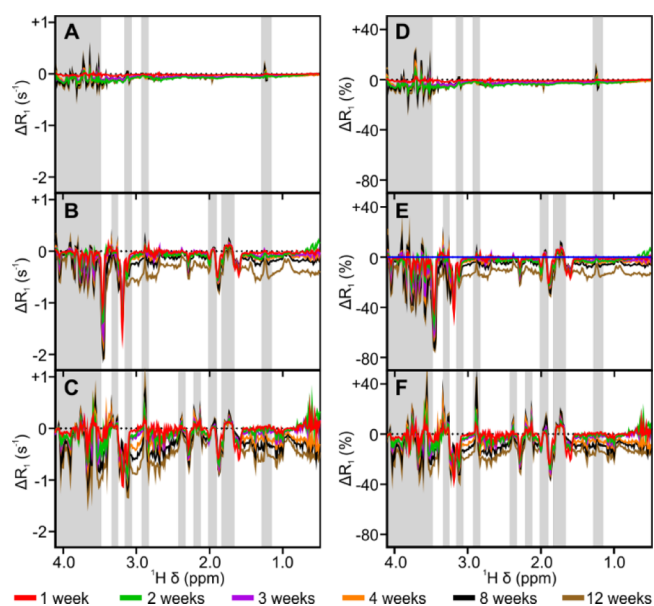 A
+1
0
-1
-2
ΔR₁ (s⁻¹)
D
+40
0
-40
-80
ΔR₁ (%)
B
+1
0
-1
-2
ΔR₁ (s⁻¹)
E
+40
0
-40
-80
ΔR₁ (%)
C
+1
0
-1
-2
ΔR₁ (s⁻¹)
F
+40
0
-40
-80
ΔR₁ (%)
4.0 3.0 2.0 1.0
¹H δ (ppm)
4.0 3.0 2.0 1.0
¹H δ (ppm)
1 week 2 weeks 3 weeks 4 weeks 8 weeks 12 weeks